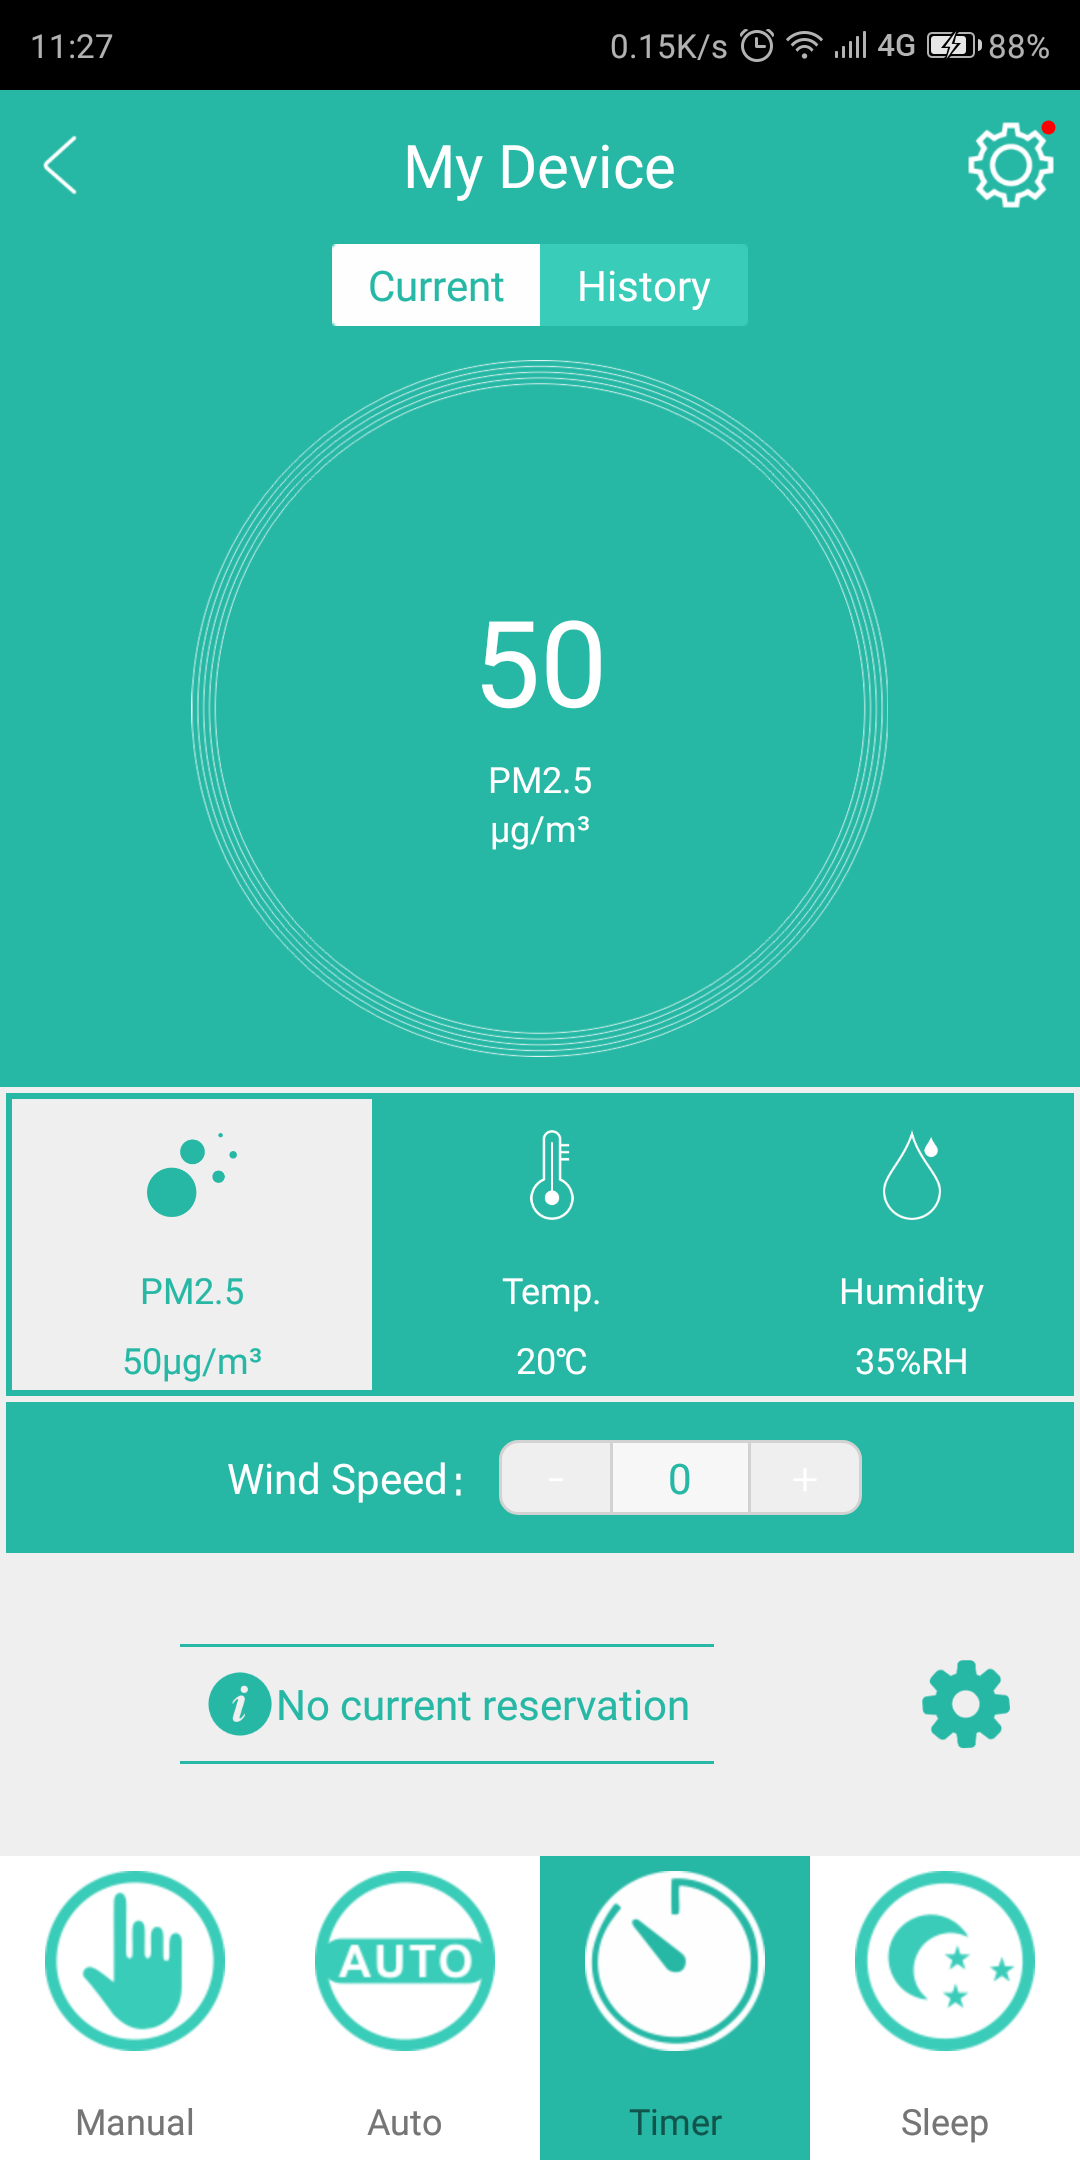 11:27
0.15K/s 4G 88%
My Device
Current History
50
PM2.5
µg/m³
PM2.5 Temp. Humidity
50µg/m³ 20℃ 35%RH
Wind Speed: - 0 +
i No current reservation
AUTO
Manual Auto Timer Sleep